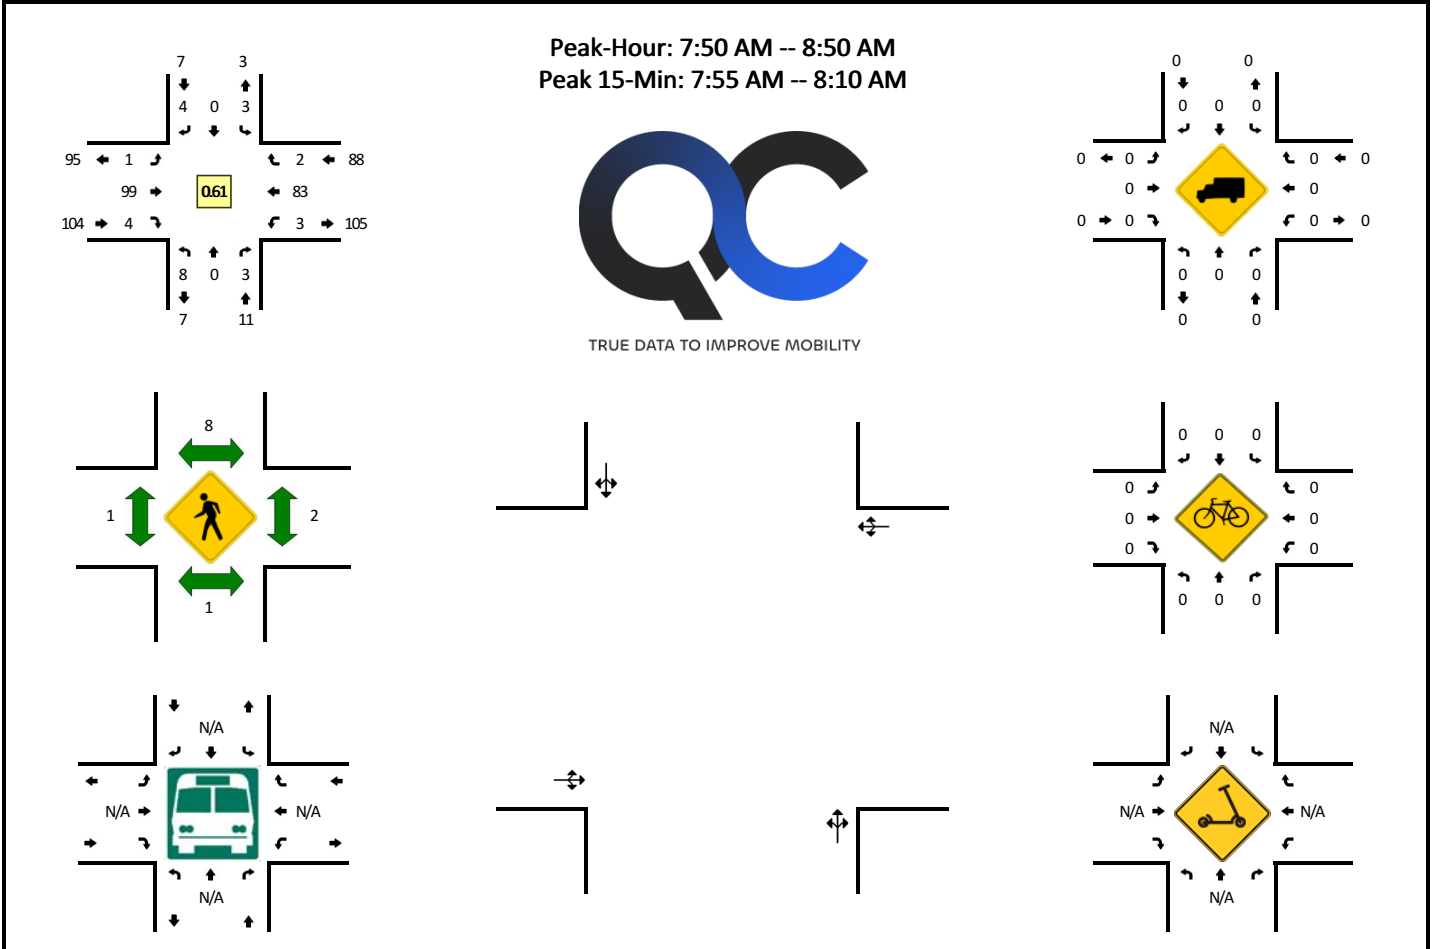 Peak-Hour: 7:50 AM -- 8:50 AM
Peak 15-Min: 7:55 AM -- 8:10 AM
7 3
4 0 3
95 1 2 88
99 0.61 83
104 4 3 105
8 0 3
7 11
QC
TRUE DATA TO IMPROVE MOBILITY
0 0
0 0 0
0 0 0 0
0 0
0 0 0 0
0 0 0
0 0
8
1 2
1
0 0 0
0 0
0 0
0 0
0 0 0
N/A
N/A N/A
N/A
N/A
N/A N/A
N/A